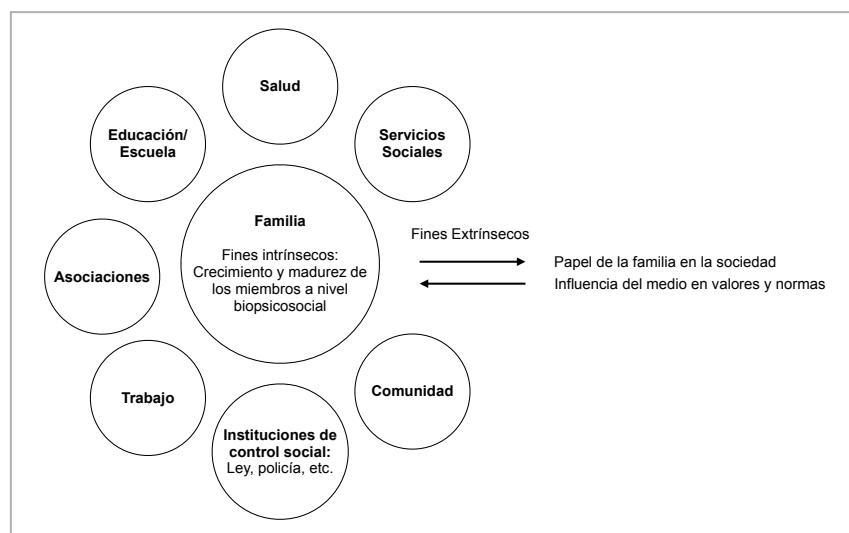 Salud
Educación/
Escuela
Servicios
Sociales
Familia
Fines intrínsecos:
Crecimiento y madurez de
los miembros a nivel
biopsicosocial
Fines Extrínsecos
Papel de la familia en la sociedad
Influencia del medio en valores y normas
Asociaciones
Trabajo
Comunidad
Instituciones de
control social:
Ley, policía, etc.